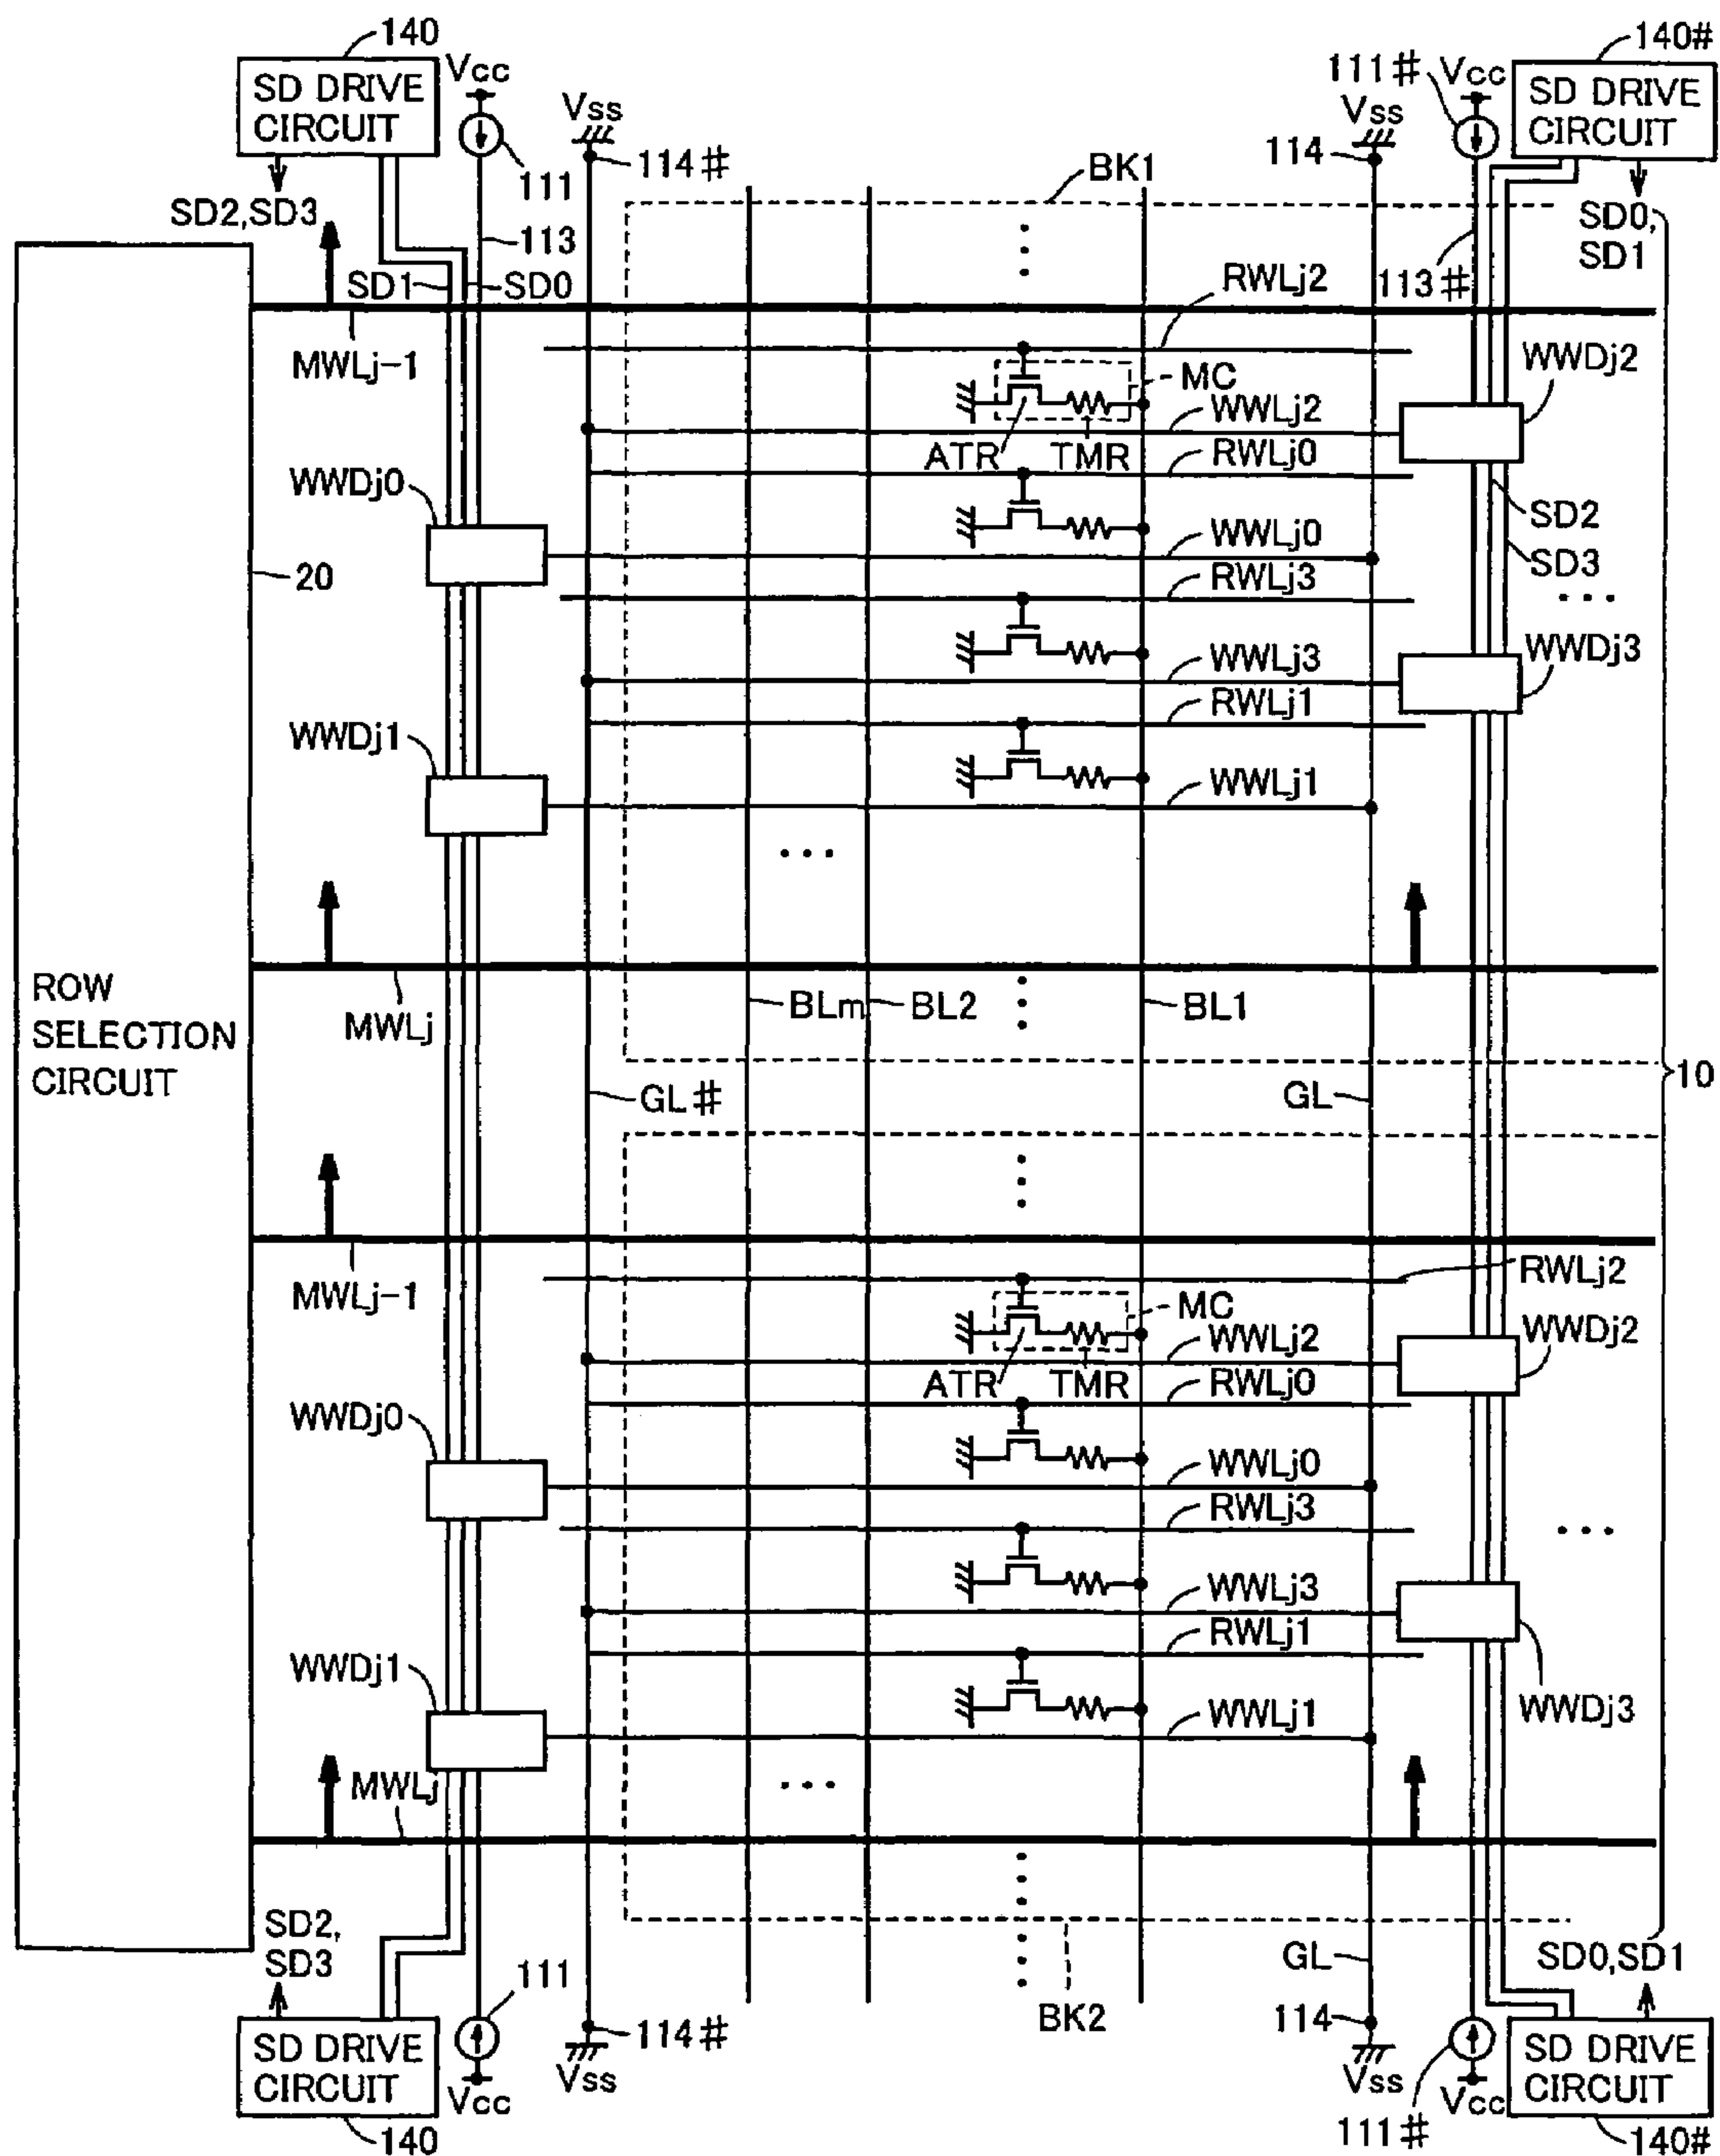 140
SD DRIVE
CIRCUIT
Vcc
111
SD2,SD3
113
SD1
SD0
Vss
114#
BK1
Vss
114
111#
Vcc
140#
SD DRIVE
CIRCUIT
SD0,
SD1
113#
RWLj2
MWLj-1
MC
WWDj2
WWLj2
ATR
TMR
RWLj0
WWDj0
SD2
WWLj0
SD3
20
RWLj3
...
WWLj3
WWDj3
RWLj1
WWDj1
WWLj1
...
ROW
SELECTION
CIRCUIT
MWLj
BLm
BL2
BL1
GL#
GL
10
MWLj-1
RWLj2
MC
WWLj2
WWDj2
ATR
TMR
RWLj0
WWDj0
WWLj0
RWLj3
...
WWLj3
RWLj1
WWDj1
WWLj1
WWDj3
MWLj
...
SD2,
SD3
111
GL
SD0,SD1
BK2
114#
114
SD DRIVE
CIRCUIT
Vcc
Vss
Vss
Vcc
SD DRIVE
CIRCUIT
140
111#
140#